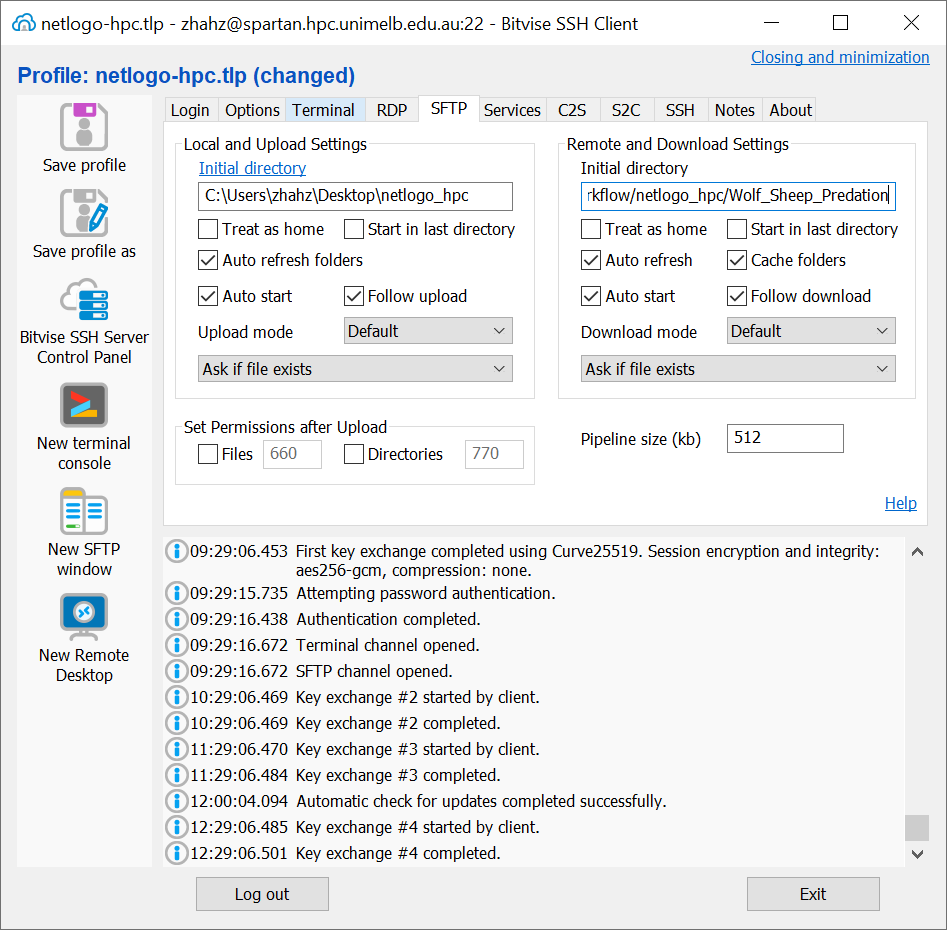 netlogo-hpc.tlp - zhahz@spartan.hpc.unimelb.edu.au:22 - Bitvise SSH Client
Closing and minimization
Profile: netlogo-hpc.tlp (changed)
Save profile
Save profile as
Bitvise SSH Server
Control Panel
New terminal
console
New SFTP
window
New Remote
Desktop
Login Options Terminal RDP SFTP Services C2S S2C SSH Notes About
Local and Upload Settings
Initial directory
C:\Users\zhahz\Desktop\netlogo_hpc
Treat as home Start in last directory
Auto refresh folders
Auto start Follow upload
Upload mode Default
Ask if file exists
Remote and Download Settings
Initial directory
rkflow/netlogo_hpc/Wolf_Sheep_Predation
Treat as home Start in last directory
Auto refresh Cache folders
Auto start Follow download
Download mode Default
Ask if file exists
Set Permissions after Upload
Files 660 Directories 770
Pipeline size (kb) 512
Help
09:29:06.453 First key exchange completed using Curve25519. Session encryption and integrity:
aes256-gcm, compression: none.
09:29:15.735 Attempting password authentication.
09:29:16.438 Authentication completed.
09:29:16.672 Terminal channel opened.
09:29:16.672 SFTP channel opened.
10:29:06.469 Key exchange #2 started by client.
10:29:06.469 Key exchange #2 completed.
11:29:06.470 Key exchange #3 started by client.
11:29:06.484 Key exchange #3 completed.
12:00:04.094 Automatic check for updates completed successfully.
12:29:06.485 Key exchange #4 started by client.
12:29:06.501 Key exchange #4 completed.
Log out Exit